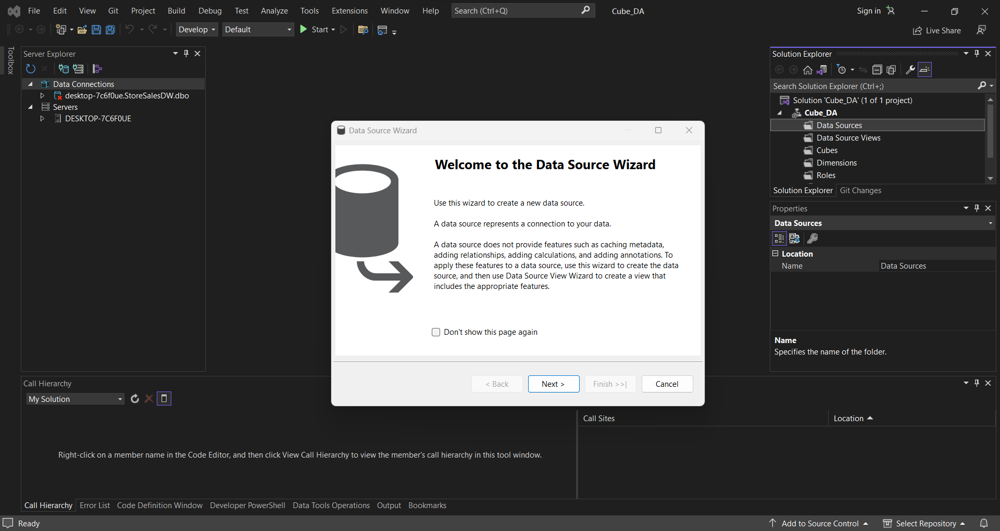 File Edit View Git Project Build Debug Test Analyze Tools Extensions Window Help Search (Ctrl+Q) Cube_DA Sign in
Develop Default Start Live Share
Toolbox
Server Explorer
Data Connections
desktop-7c6f0ue.StoreSalesDW.dbo
Servers
DESKTOP-7C6F0UE
Data Source Wizard
Welcome to the Data Source Wizard
Use this wizard to create a new data source.
A data source represents a connection to your data.
A data source does not provide features such as caching metadata,
adding relationships, adding calculations, and adding annotations. To
apply these features to a data source, use this wizard to create the data
source, and then use Data Source View Wizard to create a view that
includes the appropriate features.
Don't show this page again
< Back Next > Finish >>| Cancel
Solution Explorer
Search Solution Explorer (Ctrl+;)
Solution 'Cube_DA' (1 of 1 project)
Cube_DA
Data Sources
Data Source Views
Cubes
Dimensions
Roles
Solution Explorer Git Changes
Properties
Data Sources
Location
Name Data Sources
Name
Specifies the name of the folder.
Call Hierarchy
My Solution
Call Sites Location
Right-click on a member name in the Code Editor, and then click View Call Hierarchy to view the member's call hierarchy in this tool window.
Call Hierarchy Error List Code Definition Window Developer PowerShell Data Tools Operations Output Bookmarks
Ready Add to Source Control Select Repository